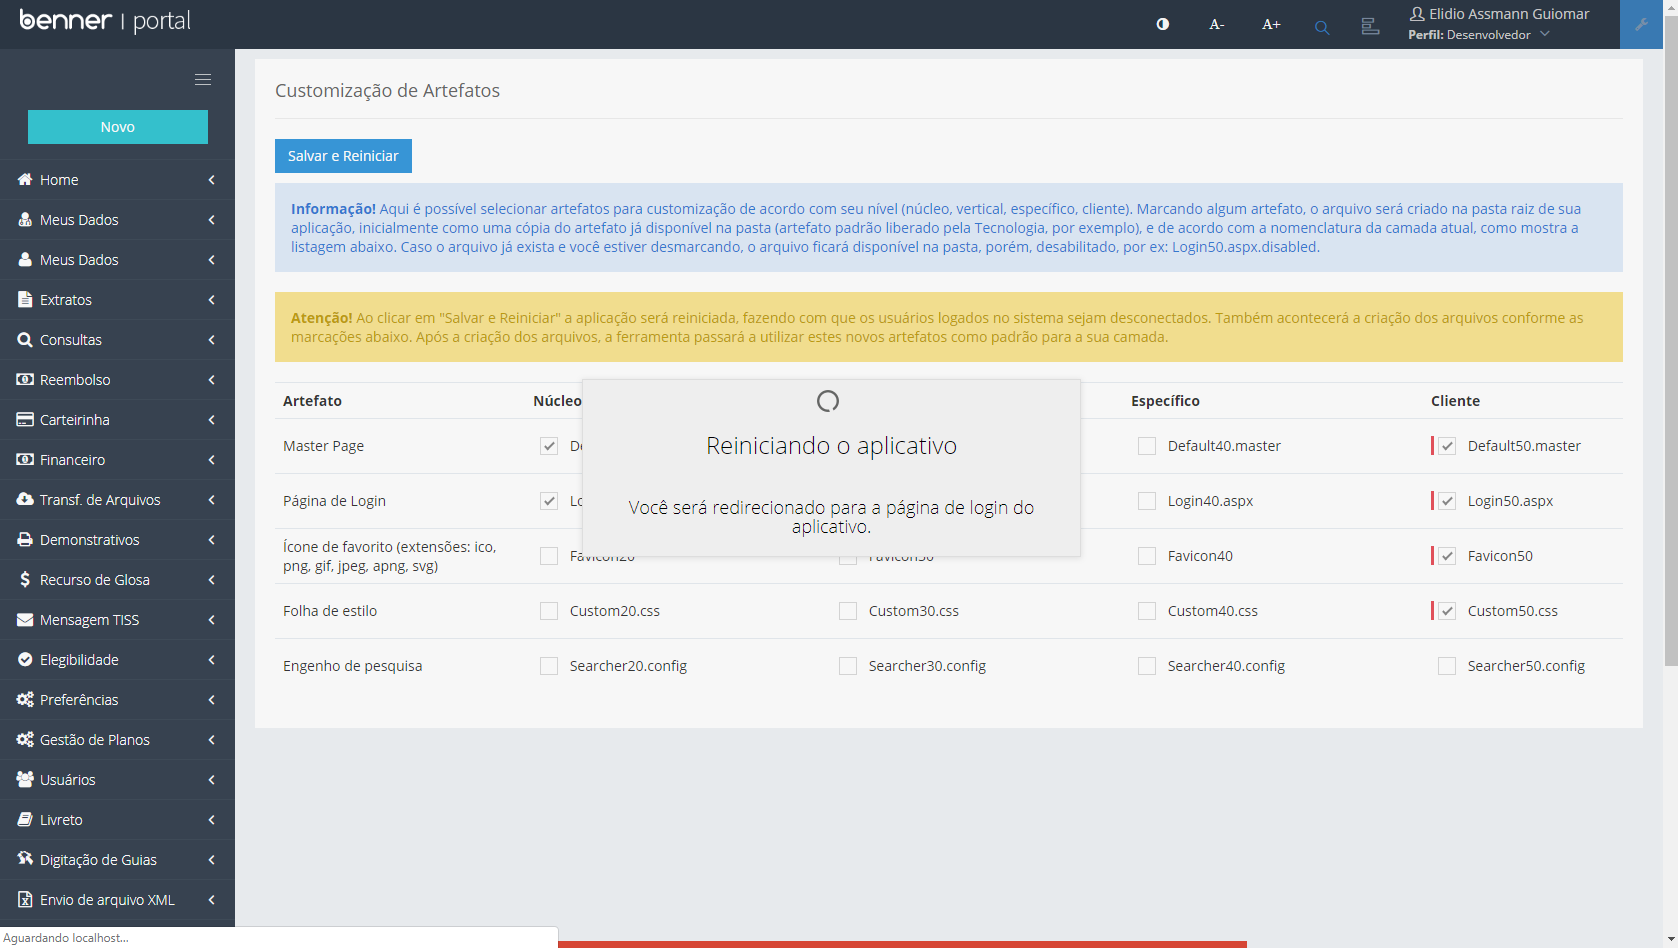 benner | portal
A-
A+
Elidio Assmann Guiomar
Perfil: Desenvolvedor
Novo
Home
Meus Dados
Meus Dados
Extratos
Consultas
Reembolso
Carteirinha
Financeiro
Transf. de Arquivos
Demonstrativos
Recurso de Glosa
Mensagem TISS
Elegibilidade
Preferências
Gestão de Planos
Usuários
Livreto
Digitação de Guias
Envio de arquivo XML
Aguardando localhost...
Customização de Artefatos
Salvar e Reiniciar
Informação! Aqui é possível selecionar artefatos para customização de acordo com seu nível (núcleo, vertical, específico, cliente). Marcando algum artefato, o arquivo será criado na pasta raiz de sua
aplicação, inicialmente como uma cópia do artefato já disponível na pasta (artefato padrão liberado pela Tecnologia, por exemplo), e de acordo com a nomenclatura da camada atual, como mostra a
listagem abaixo. Caso o arquivo já exista e você estiver desmarcando, o arquivo ficará disponível na pasta, porém, desabilitado, por ex: Login50.aspx.disabled.
Atenção! Ao clicar em "Salvar e Reiniciar" a aplicação será reiniciada, fazendo com que os usuários logados no sistema sejam desconectados. Também acontecerá a criação dos arquivos conforme as
marcações abaixo. Após a criação dos arquivos, a ferramenta passará a utilizar estes novos artefatos como padrão para a sua camada.
Artefato Núcleo Específico Cliente
Master Page Default40.master Default50.master
Página de Login Login40.aspx Login50.aspx
Ícone de favorito (extensões: ico,
png, gif, jpeg, apng, svg) Favicon20 Favicon30 Favicon40 Favicon50
Folha de estilo Custom20.css Custom30.css Custom40.css Custom50.css
Engenho de pesquisa Searcher20.config Searcher30.config Searcher40.config Searcher50.config
Reiniciando o aplicativo
Você será redirecionado para a página de login do
aplicativo.